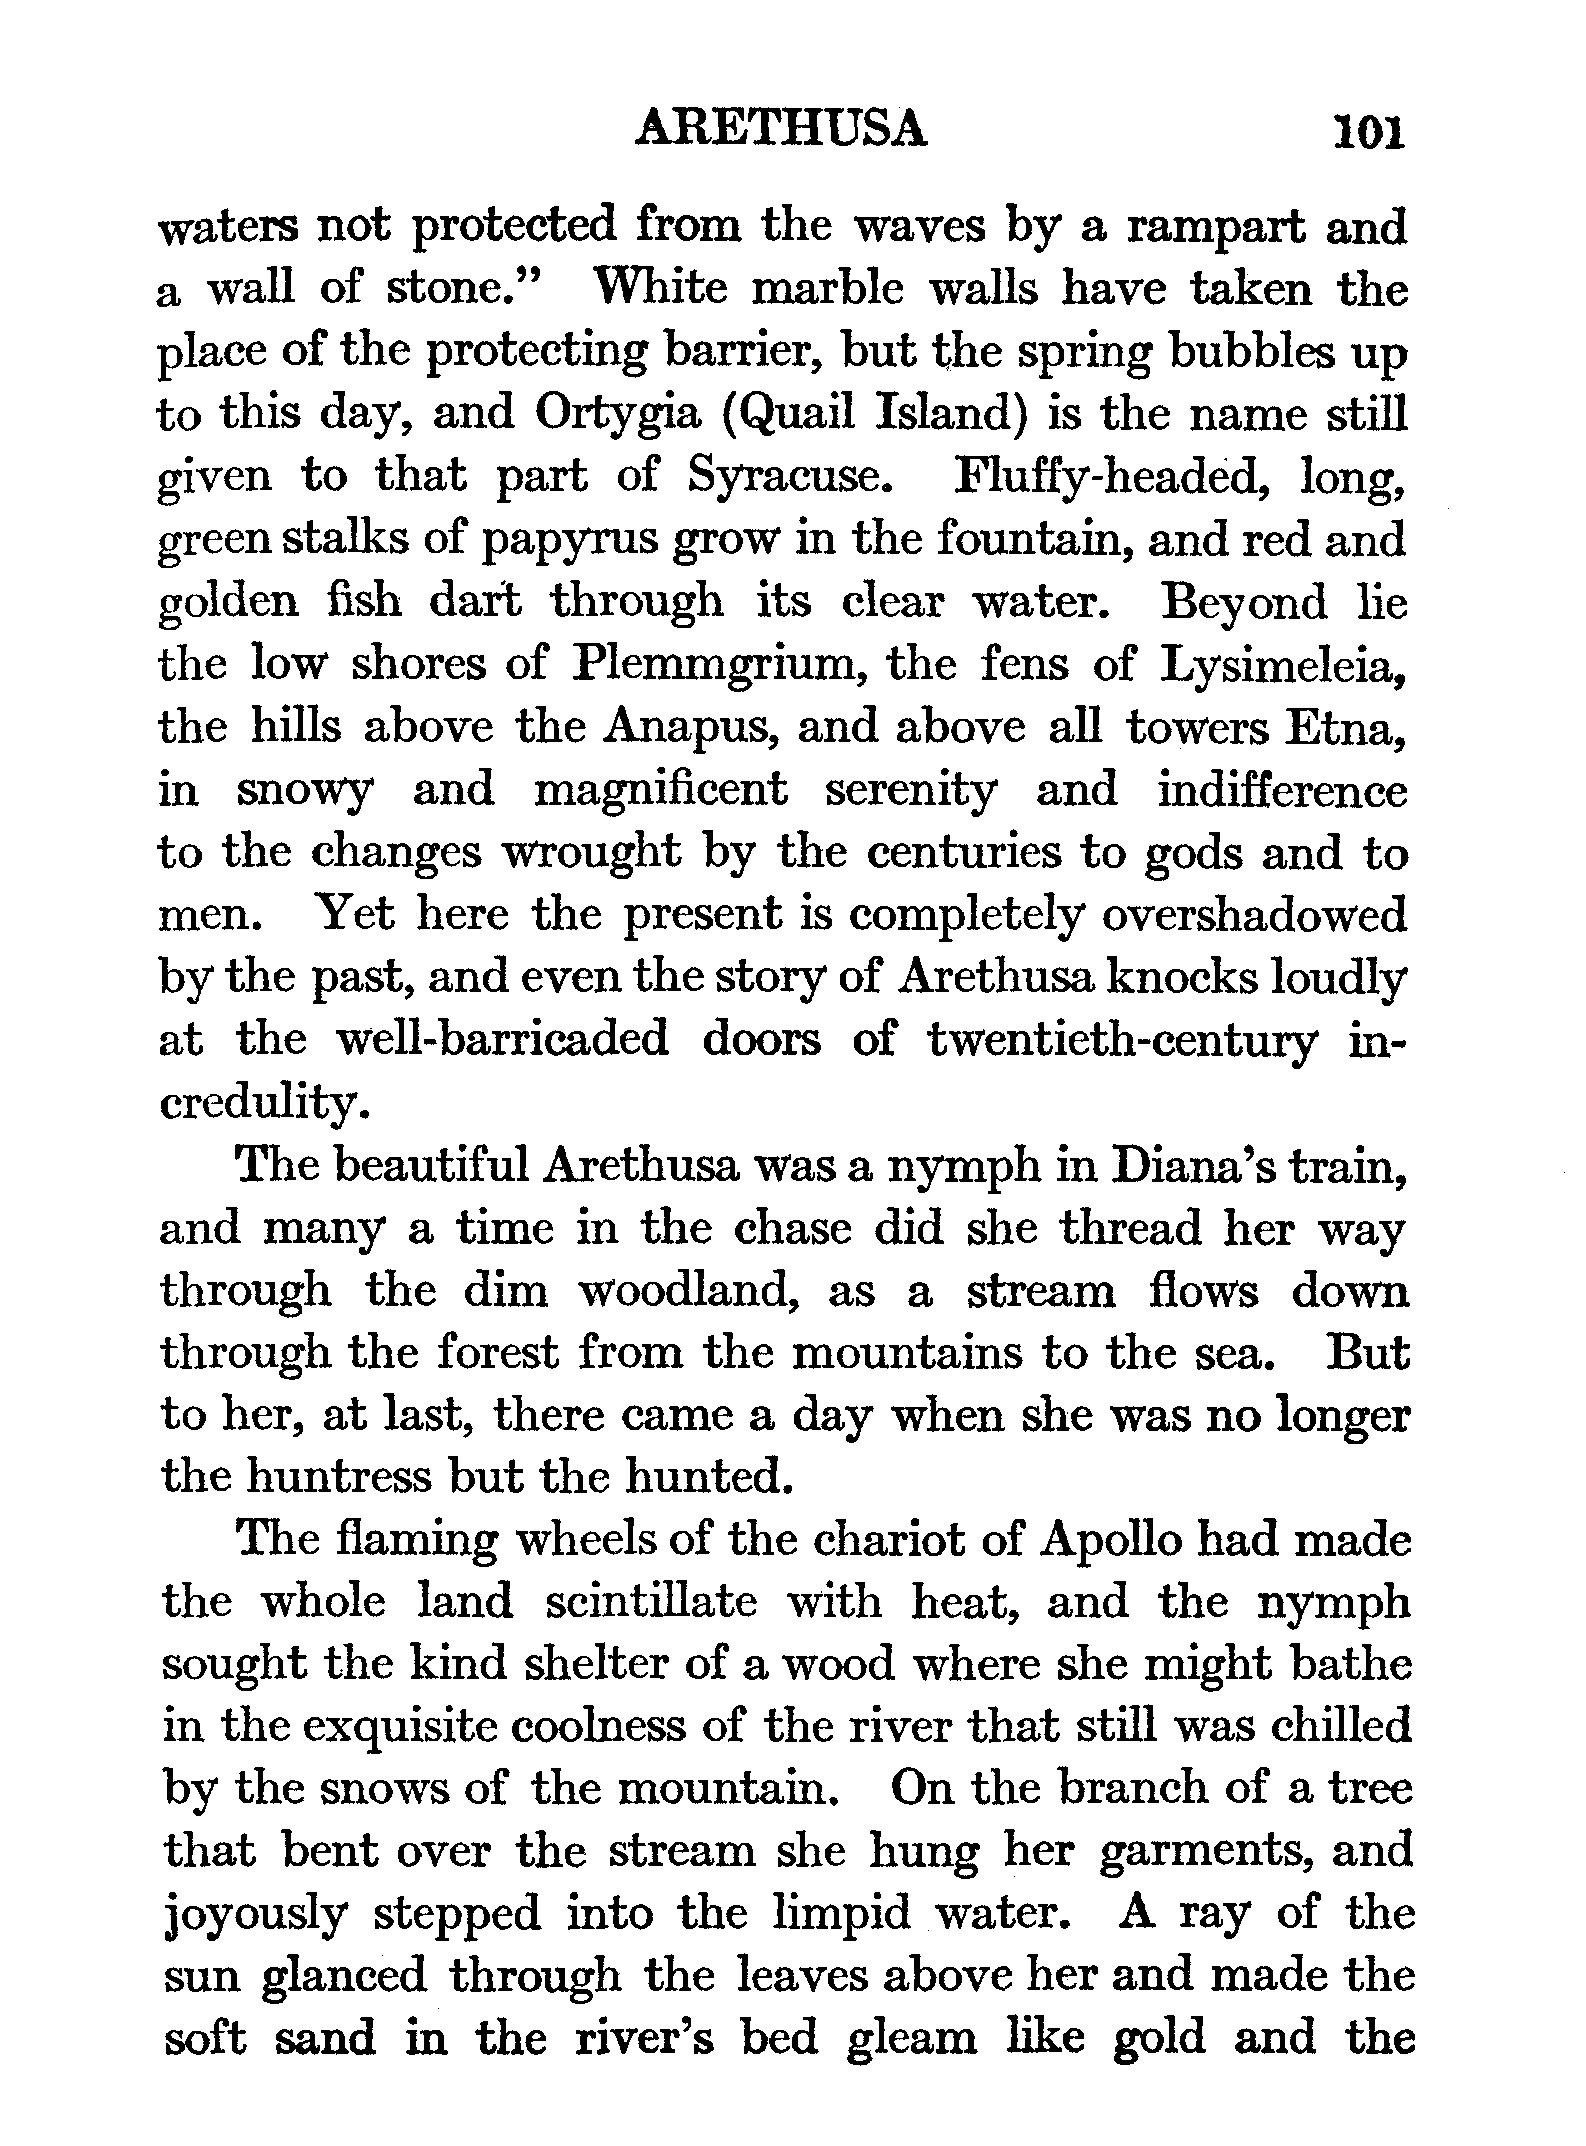 ARETHUSA 101
waters not protected from the waves by a rampart and
a wall of stone.” White marble walls have taken the
place of the protecting barrier, but the spring bubbles up
to this day, and Ortygia (Quail Island) is the name still
given to that part of Syracuse. Fluffy-headed, long,
green stalks of papyrus grow in the fountain, and red and
golden fish dart through its clear water. Beyond lie
the low shores of Plemmgrium, the fens of Lysimeleia,
the hills above the Anapus, and above all towers Etna,
in snowy and magnificent serenity and indifference
to the changes wrought by the centuries to gods and to
men. Yet here the present is completely overshadowed
by the past, and even the story of Arethusa knocks loudly
at the well-barricaded doors of twentieth-century in-
credulity.
The beautiful Arethusa was a nymph in Diana’s train,
and many a time in the chase did she thread her way
through the dim woodland, as a stream flows down
through the forest from the mountains to the sea. But
to her, at last, there came a day when she was no longer
the huntress but the hunted.
The flaming wheels of the chariot of Apollo had made
the whole land scintillate with heat, and the nymph
sought the kind shelter of a wood where she might bathe
in the exquisite coolness of the river that still was chilled
by the snows of the mountain. On the branch of a tree
that bent over the stream she hung her garments, and
joyously stepped into the limpid water. A ray of the
sun glanced through the leaves above her and made the
soft sand in the river’s bed gleam like gold and the